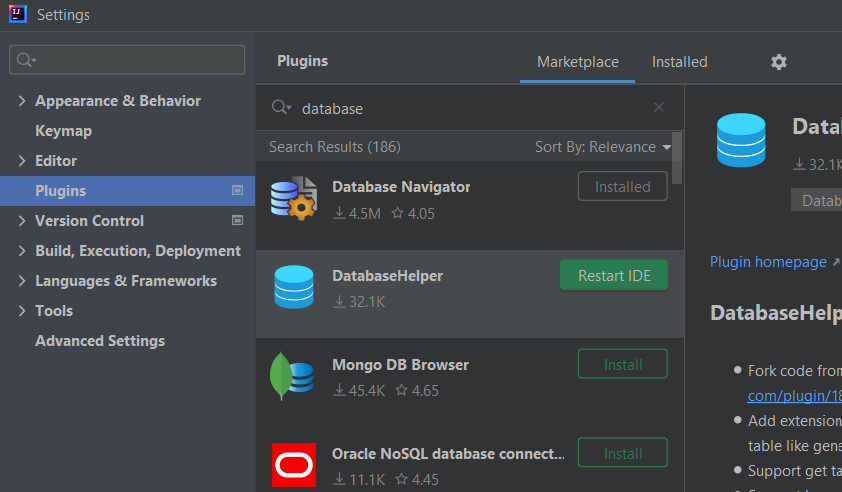 Settings
Plugins
Marketplace
Installed
Appearance & Behavior
Keymap
Editor
Plugins
Version Control
Build, Execution, Deployment
Languages & Frameworks
Tools
Advanced Settings
database
Search Results (186)
Sort By: Relevance
Database Navigator
Installed
4.5M 4.05
DatabaseHelper
Restart IDE
32.1K
Mongo DB Browser
Install
45.4K 4.65
Oracle NoSQL database connect...
Install
11.1K 4.45
Data
32.1K
Datab
Plugin homepage
DatabaseHelp
Fork code from
com/plugin/18
Add extension
table like gene
Support get ta